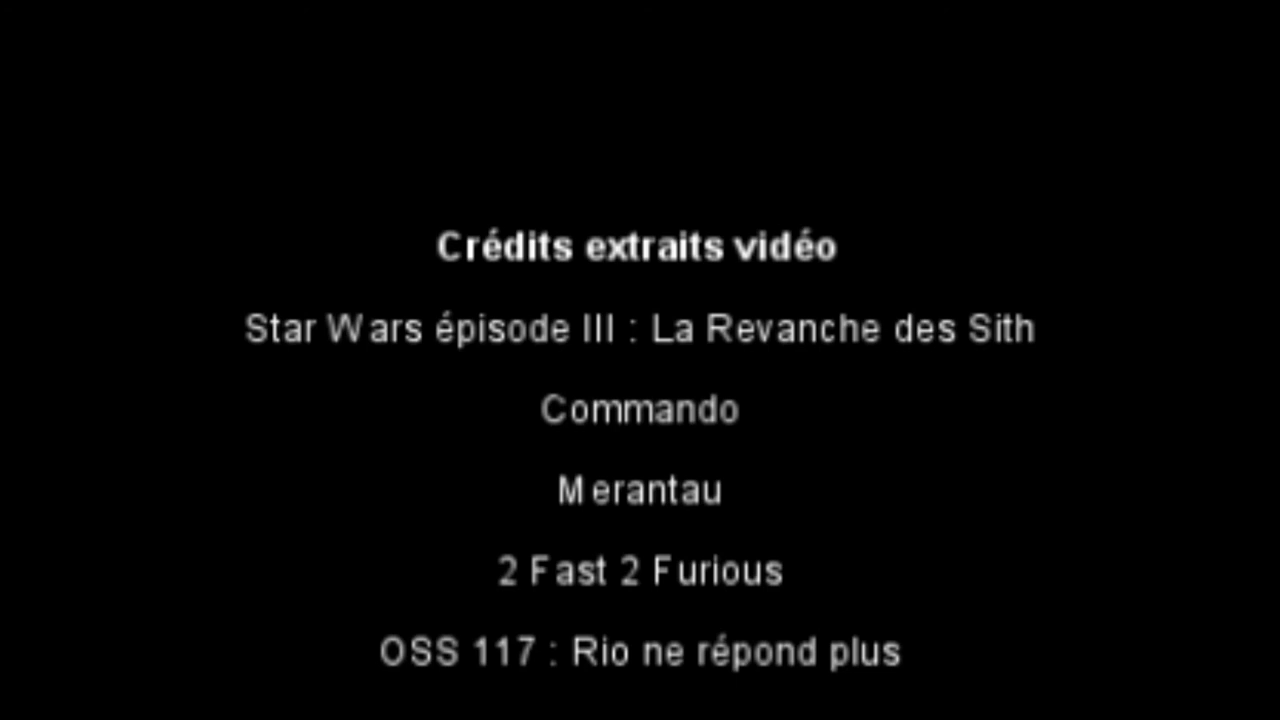 Crédits extraits vidéo
Star Wars épisode III : La Revanche des Sith
Commando
Merantau
2 Fast 2 Furious
OSS 117 : Rio ne répond plus